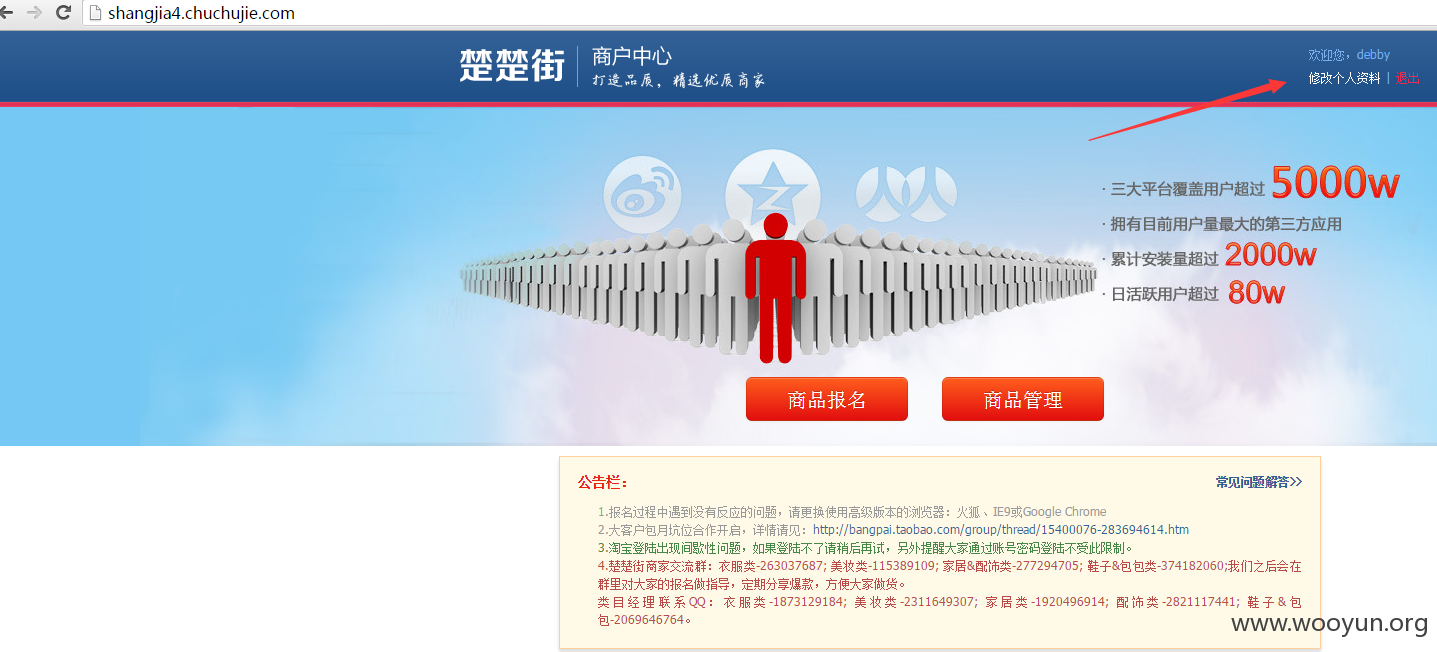 shangjia4.chuchujie.com
楚楚街
商户中心
打造品质，精选优质商家
欢迎您，debby
修改个人资料 | 退出
· 三大平台覆盖用户超过 5000w
· 拥有目前用户量最大的第三方应用
· 累计安装量超过 2000w
· 日活跃用户超过 80w
商品报名
商品管理
公告栏：
常见问题解答>>
1.报名过程中遇到没有反应的问题，请更换使用高级版本的浏览器：火狐、IE9或Google Chrome
2.大客户包月坑位合作开启，详情请见：http://bangpai.taobao.com/group/thread/15400076-283694614.htm
3.淘宝登陆出现间歇性问题，如果登陆不了请稍后再试，另外提醒大家通过账号密码登陆不受此限制。
4.楚楚街商家交流群：衣服类-263037687; 美妆类-115389109; 家居&配饰类-277294705; 鞋子&包包类-374182060;我们之后会在
群里对大家的报名做指导，定期分享爆款，方便大家做货。
类目经理联系QQ：衣服类-1873129184; 美妆类-2311649307; 家居类-1920496914; 配饰类-2821117441; 鞋子&包
包-2069646764。
www.wooyun.org